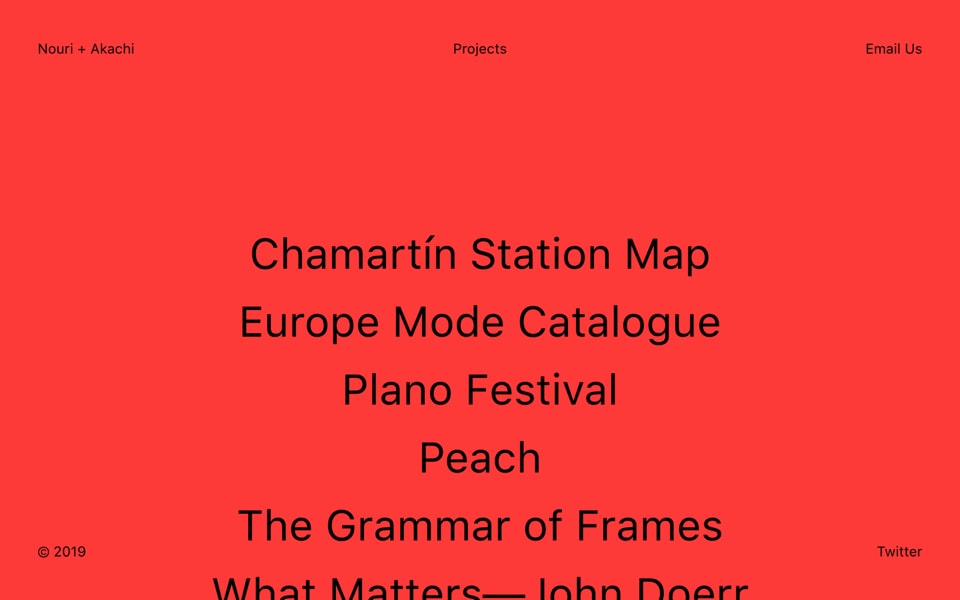 Nouri + Akachi
Projects
Email Us
Chamartín Station Map
Europe Mode Catalogue
Plano Festival
Peach
The Grammar of Frames
© 2019
Twitter
What Matters—John Doerr